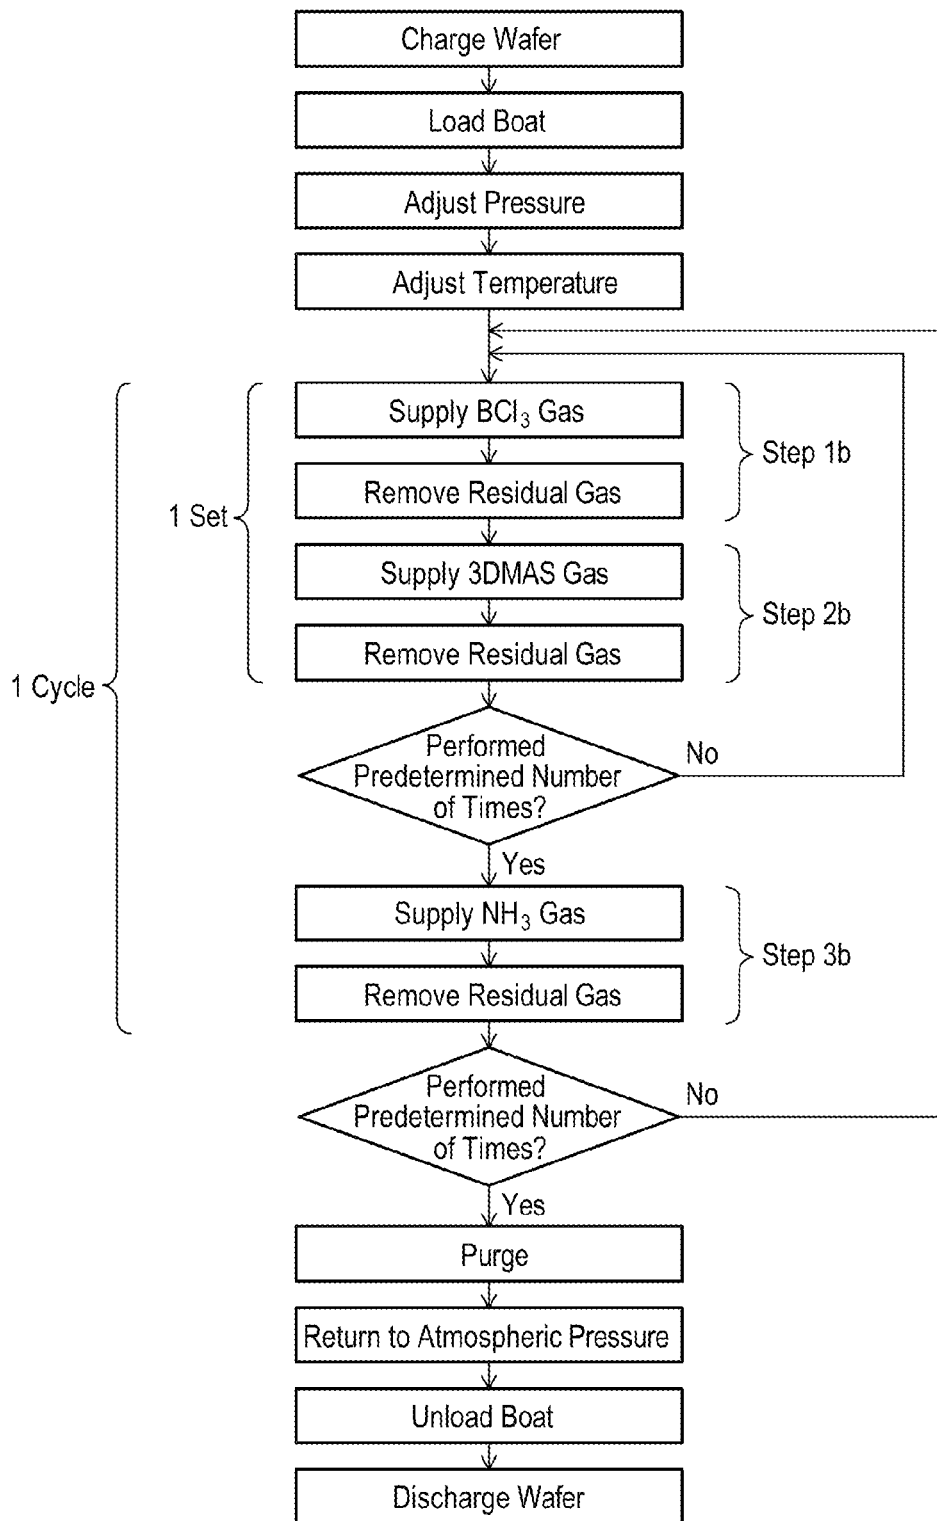 Charge Wafer
Load Boat
Adjust Pressure
Adjust Temperature
Supply BCl₃ Gas
Step 1b
Remove Residual Gas
1 Set
Supply 3DMAS Gas
Step 2b
Remove Residual Gas
1 Cycle
Performed
Predetermined Number
of Times?
No
Yes
Supply NH₃ Gas
Step 3b
Remove Residual Gas
Performed
Predetermined Number
of Times?
No
Yes
Purge
Return to Atmospheric Pressure
Unload Boat
Discharge Wafer